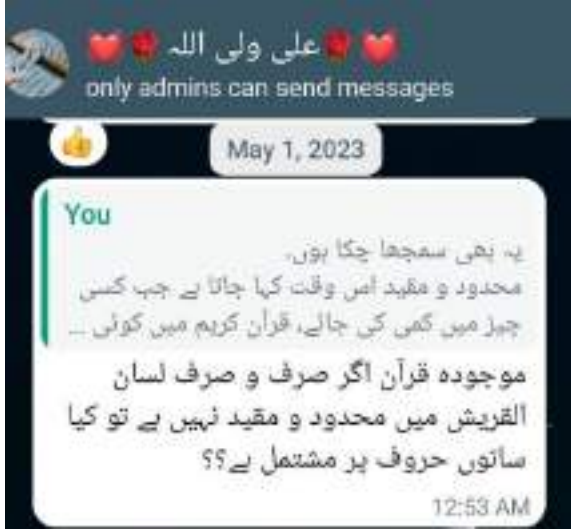 ❤️🌹علی ولی اللہ🌹❤️
only admins can send messages
👍
May 1, 2023
You
یہ بھی سمجھا چکا ہوں۔
محدود و مقید اس وقت کہا جاتا ہے جب کسی
چیز میں کمی کی جائے، قرآن کریم میں کوئی ...
موجودہ قرآن اگر صرف و صرف لسان
القریش میں محدود و مقید نہیں ہے تو کیا
ساتوں حروف پر مشتمل ہے؟؟
12:53 AM